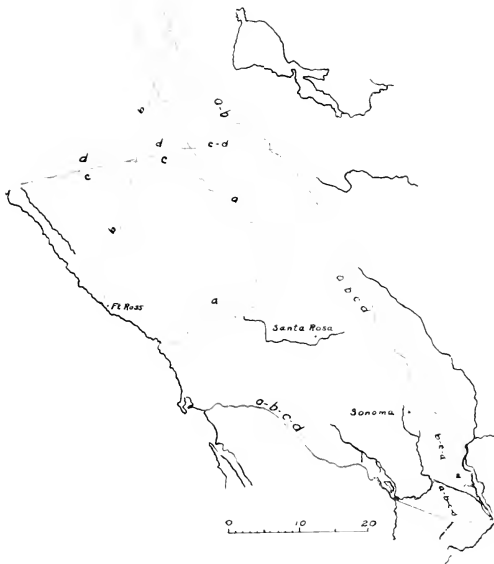 a-b
b
d
d
c-d
c
c
a
b
a
Ft Ross
Santa Rosa
a b c d
a-b-c-d
Sonoma
b-c-d
a
a-b-c-d
0 10 20